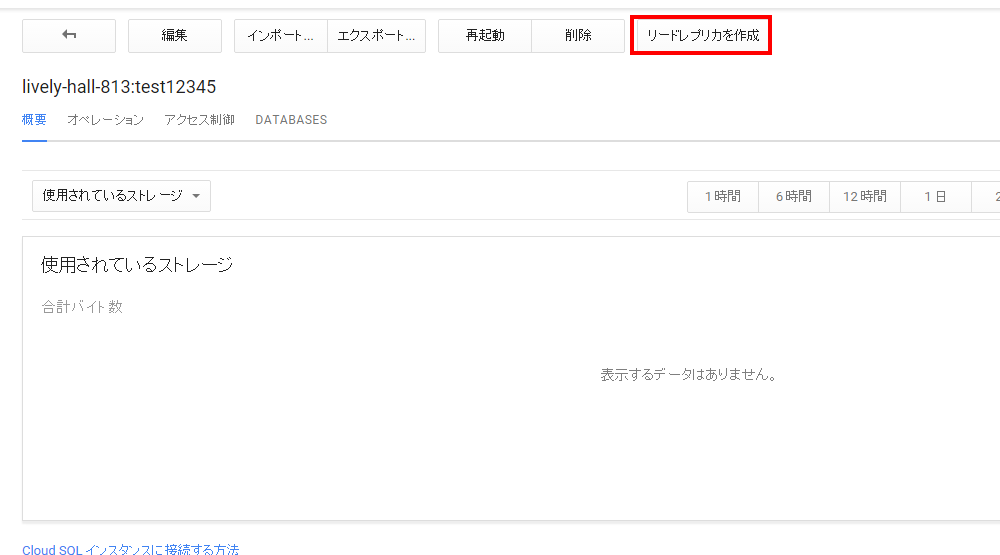 編集 インポート... エクスポート... 再起動 削除 リードレプリカを作成
lively-hall-813:test12345
概要 オペレーション アクセス制御 DATABASES
使用されているストレージ 1 時間 6 時間 12 時間 1 日 2
使用されているストレージ
合計バイト数
表示するデータはありません。
Cloud SQL インスタンスに接続する方法